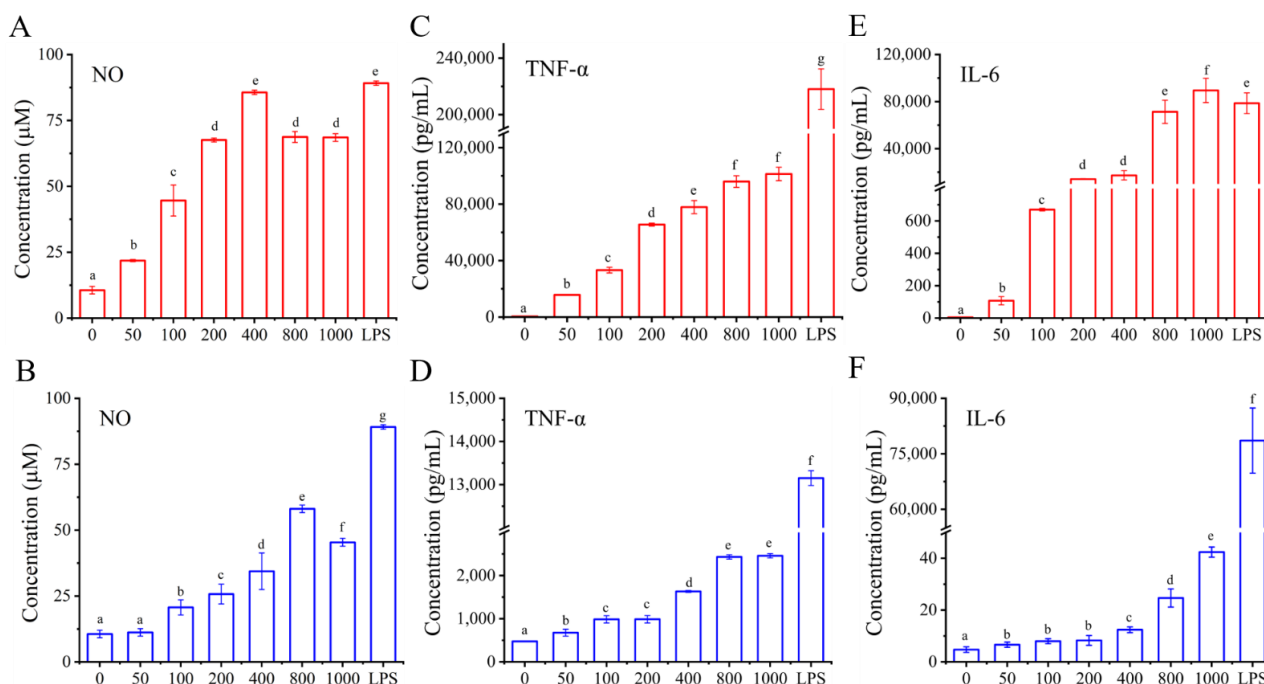 A
NO
Concentration (μM)
100
75
50
25
0
a
b
c
d
e
d
d
e
0 50 100 200 400 800 1000 LPS
C
TNF-α
Concentration (pg/mL)
240,000
220,000
120,000
80,000
40,000
0
a
b
c
d
e
f
f
g
0 50 100 200 400 800 1000 LPS
E
IL-6
Concentration (pg/mL)
120,000
80,000
40,000
600
400
200
0
a
b
c
d
d
e
f
e
0 50 100 200 400 800 1000 LPS
B
NO
Concentration (μM)
100
75
50
25
0
a
a
b
c
d
e
f
g
0 50 100 200 400 800 1000 LPS
D
TNF-α
Concentration (pg/mL)
15,000
14,000
13,000
2,000
1,000
0
a
b
c
c
d
e
e
f
0 50 100 200 400 800 1000 LPS
F
IL-6
Concentration (pg/mL)
90,000
75,000
60,000
40
20
0
a
b
b
b
c
d
e
f
0 50 100 200 400 800 1000 LPS